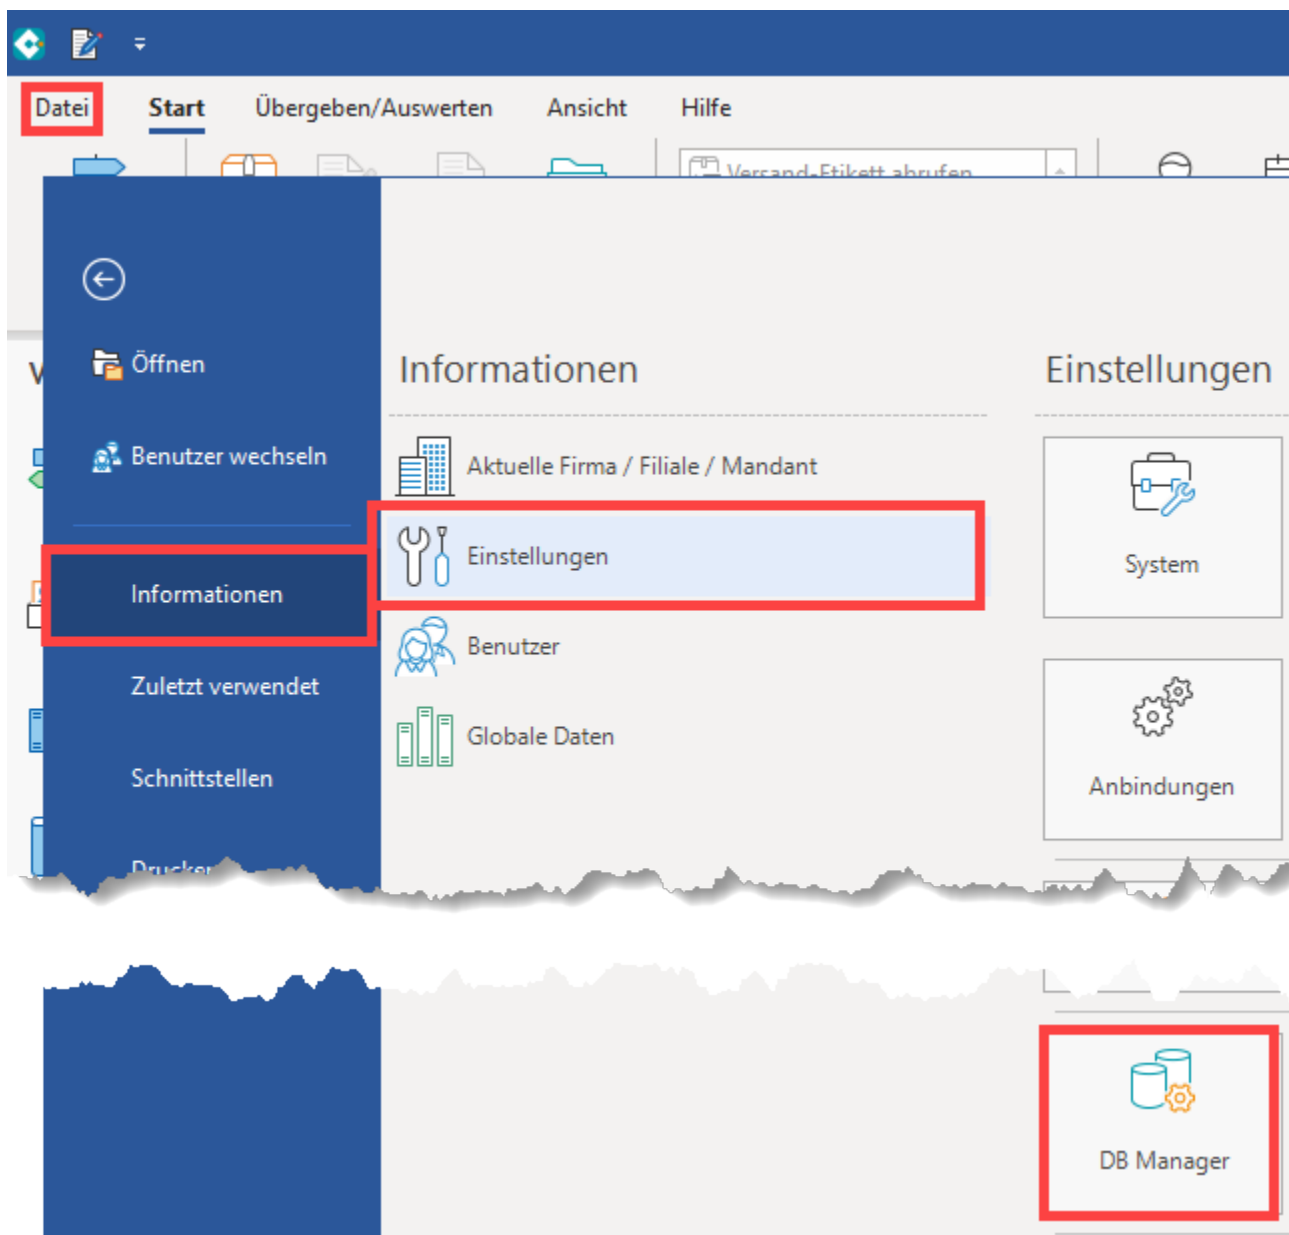 Datei Start Übergeben/Auswerten Ansicht Hilfe
Versand-Etikett abrufen
Öffnen
Benutzer wechseln
Informationen
Zuletzt verwendet
Schnittstellen
Drucker
Informationen
Aktuelle Firma / Filiale / Mandant
Einstellungen
Benutzer
Globale Daten
Einstellungen
System
Anbindungen
DB Manager